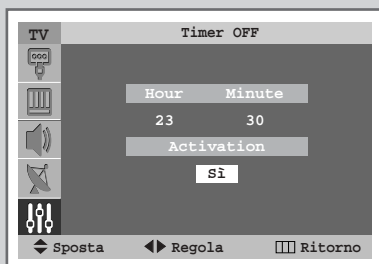 TV Timer OFF
Hour Minute
23 30
Activation
Sì
Sposta Regola Ritorno